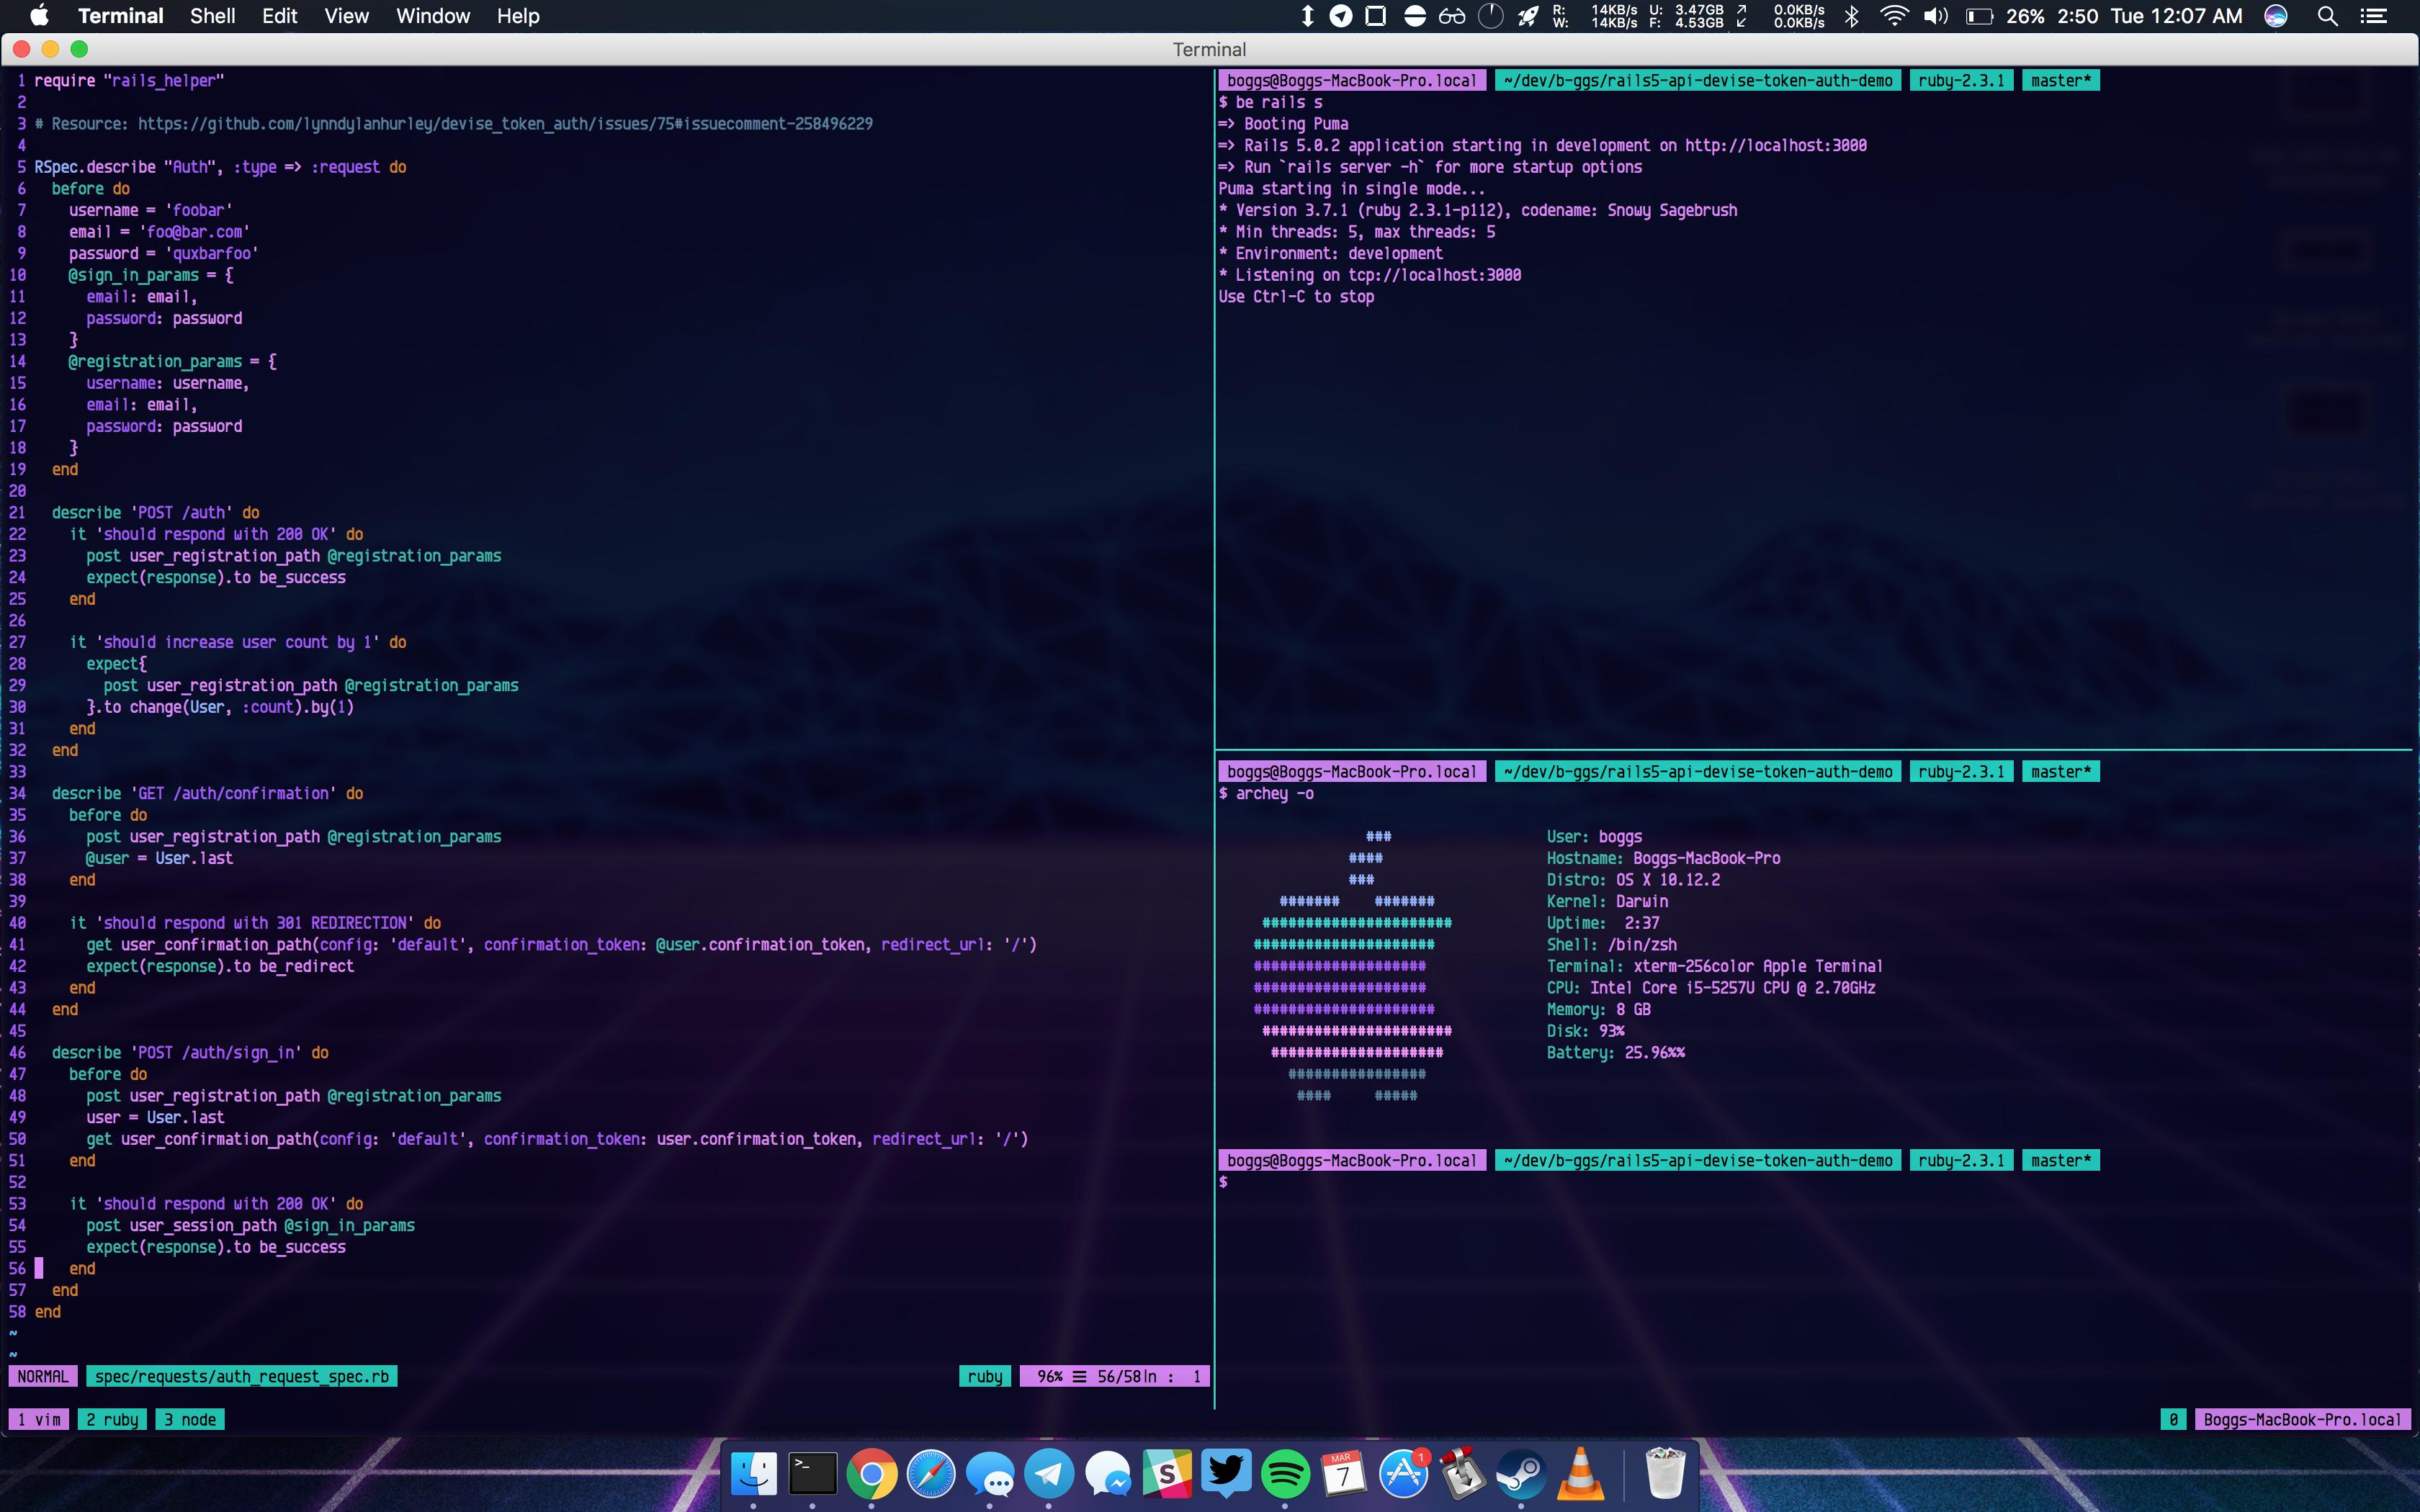 Terminal Shell Edit View Window Help
R: 14KB/s U: 3.47GB 0.0KB/s
W: 14KB/s F: 4.53GB 0.0KB/s
26% 2:50 Tue 12:07 AM
Terminal
1 require "rails_helper"
2
3 # Resource: https://github.com/lynndylanhurley/devise_token_auth/issues/75#issuecomment-258496229
4
5 RSpec.describe "Auth", :type => :request do
6   before do
7     username = 'foobar'
8     email = 'foo@bar.com'
9     password = 'quxbarfoo'
10     @sign_in_params = {
11       email: email,
12       password: password
13     }
14     @registration_params = {
15       username: username,
16       email: email,
17       password: password
18     }
19   end
20
21   describe 'POST /auth' do
22     it 'should respond with 200 OK' do
23       post user_registration_path @registration_params
24       expect(response).to be_success
25     end
26
27     it 'should increase user count by 1' do
28       expect{
29         post user_registration_path @registration_params
30       }.to change(User, :count).by(1)
31     end
32   end
33
34   describe 'GET /auth/confirmation' do
35     before do
36       post user_registration_path @registration_params
37       @user = User.last
38     end
39
40     it 'should respond with 301 REDIRECTION' do
41       get user_confirmation_path(config: 'default', confirmation_token: @user.confirmation_token, redirect_url: '/')
42       expect(response).to be_redirect
43     end
44   end
45
46   describe 'POST /auth/sign_in' do
47     before do
48       post user_registration_path @registration_params
49       user = User.last
50       get user_confirmation_path(config: 'default', confirmation_token: user.confirmation_token, redirect_url: '/')
51     end
52
53     it 'should respond with 200 OK' do
54       post user_session_path @sign_in_params
55       expect(response).to be_success
56     end
57   end
58 end
~
~
NORMAL spec/requests/auth_request_spec.rb ruby 96% ☰ 56/58ln : 1
boggs@Boggs-MacBook-Pro.local ~/dev/b-ggs/rails5-api-devise-token-auth-demo ruby-2.3.1 master*
$ be rails s
=> Booting Puma
=> Rails 5.0.2 application starting in development on http://localhost:3000
=> Run `rails server -h` for more startup options
Puma starting in single mode...
* Version 3.7.1 (ruby 2.3.1-p112), codename: Snowy Sagebrush
* Min threads: 5, max threads: 5
* Environment: development
* Listening on tcp://localhost:3000
Use Ctrl-C to stop
boggs@Boggs-MacBook-Pro.local ~/dev/b-ggs/rails5-api-devise-token-auth-demo ruby-2.3.1 master*
$ archey -o
### User: boggs
#### Hostname: Boggs-MacBook-Pro
### Distro: OS X 10.12.2
####### ####### Kernel: Darwin
###################### Uptime: 2:37
##################### Shell: /bin/zsh
#################### Terminal: xterm-256color Apple Terminal
#################### CPU: Intel Core i5-5257U CPU @ 2.70GHz
##################### Memory: 8 GB
###################### Disk: 93%
#################### Battery: 25.96%%
################
#### #####
boggs@Boggs-MacBook-Pro.local ~/dev/b-ggs/rails5-api-devise-token-auth-demo ruby-2.3.1 master*
$
1 vim 2 ruby 3 node 0 Boggs-MacBook-Pro.local
>_
S
MAR
7
1